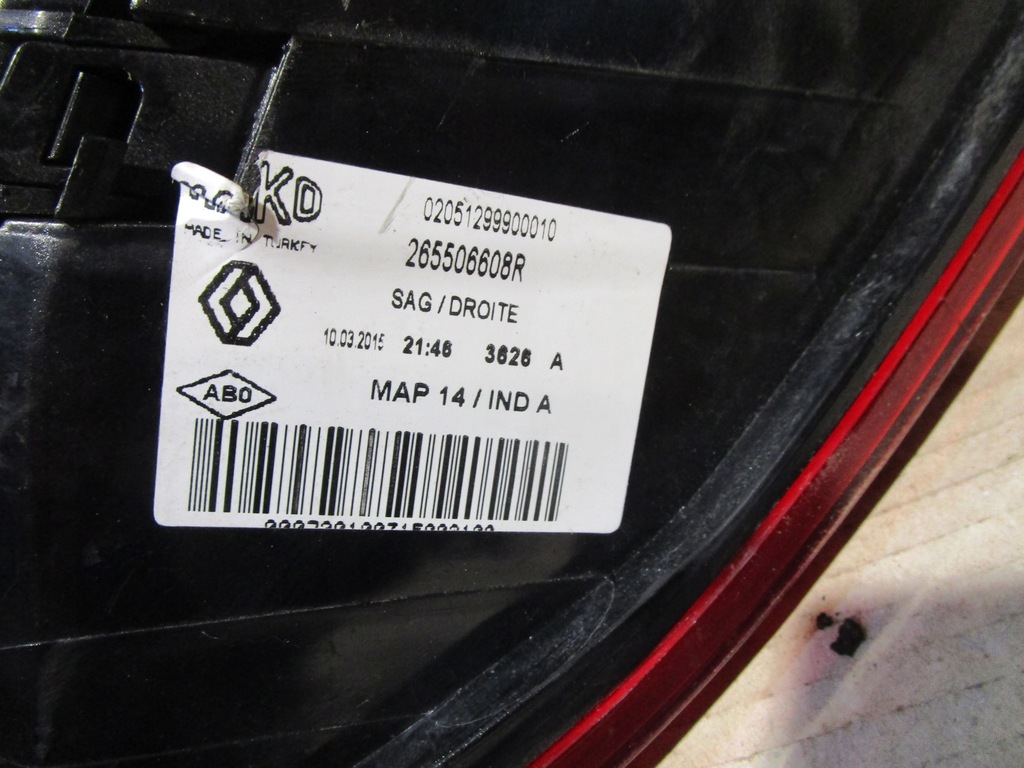 KO
02051299900010
MADE IN TURKEY
265506608R
SAG / DROITE
10.03.2015 21:46 3626 A
ABO
MAP 14 / IND A